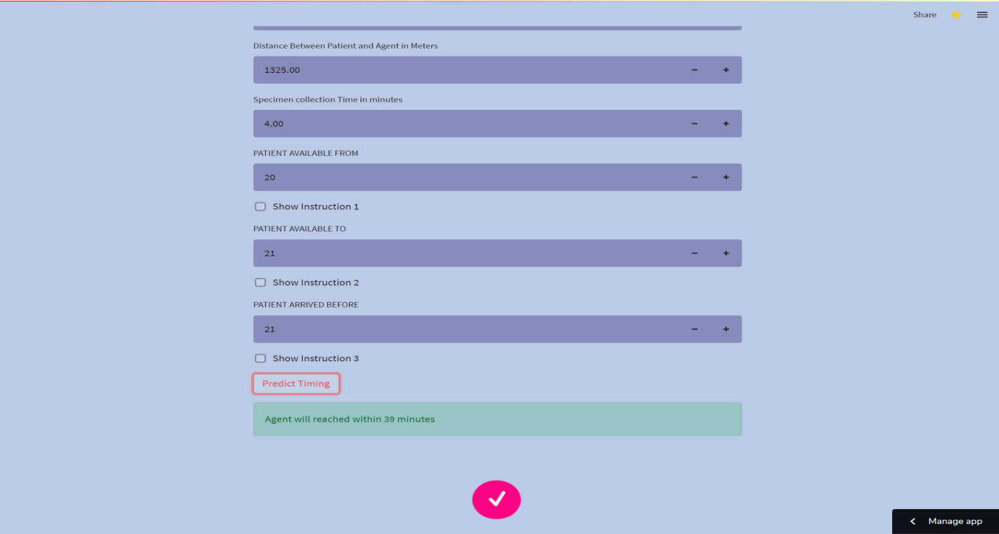 Share
Distance Between Patient and Agent in Meters
1325.00
Specimen collection Time in minutes
4.00
PATIENT AVAILABLE FROM
20
Show Instruction 1
PATIENT AVAILABLE TO
21
Show Instruction 2
PATIENT ARRIVED BEFORE
21
Show Instruction 3
Predict Timing
Agent will reached within 39 minutes
Manage app